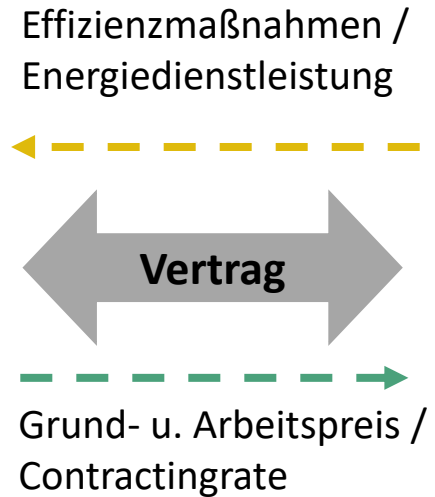 Effizienzmaßnahmen /
Energiedienstleistung
Vertrag
Grund- u. Arbeitspreis /
Contractingrate